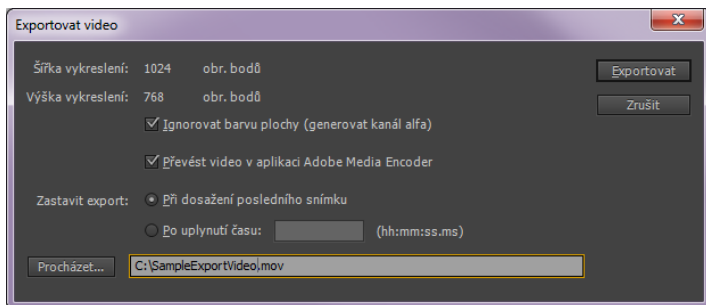 Exportovat video
Šířka vykreslení: 1024 obr. bodů
Exportovat
Výška vykreslení: 768 obr. bodů
Zrušit
Ignorovat barvu plochy (generovat kanál alfa)
Převést video v aplikaci Adobe Media Encoder
Zastavit export: Při dosažení posledního snímku
Po uplynutí času: (hh:mm:ss.ms)
Procházet... C:\SampleExportVideo.mov